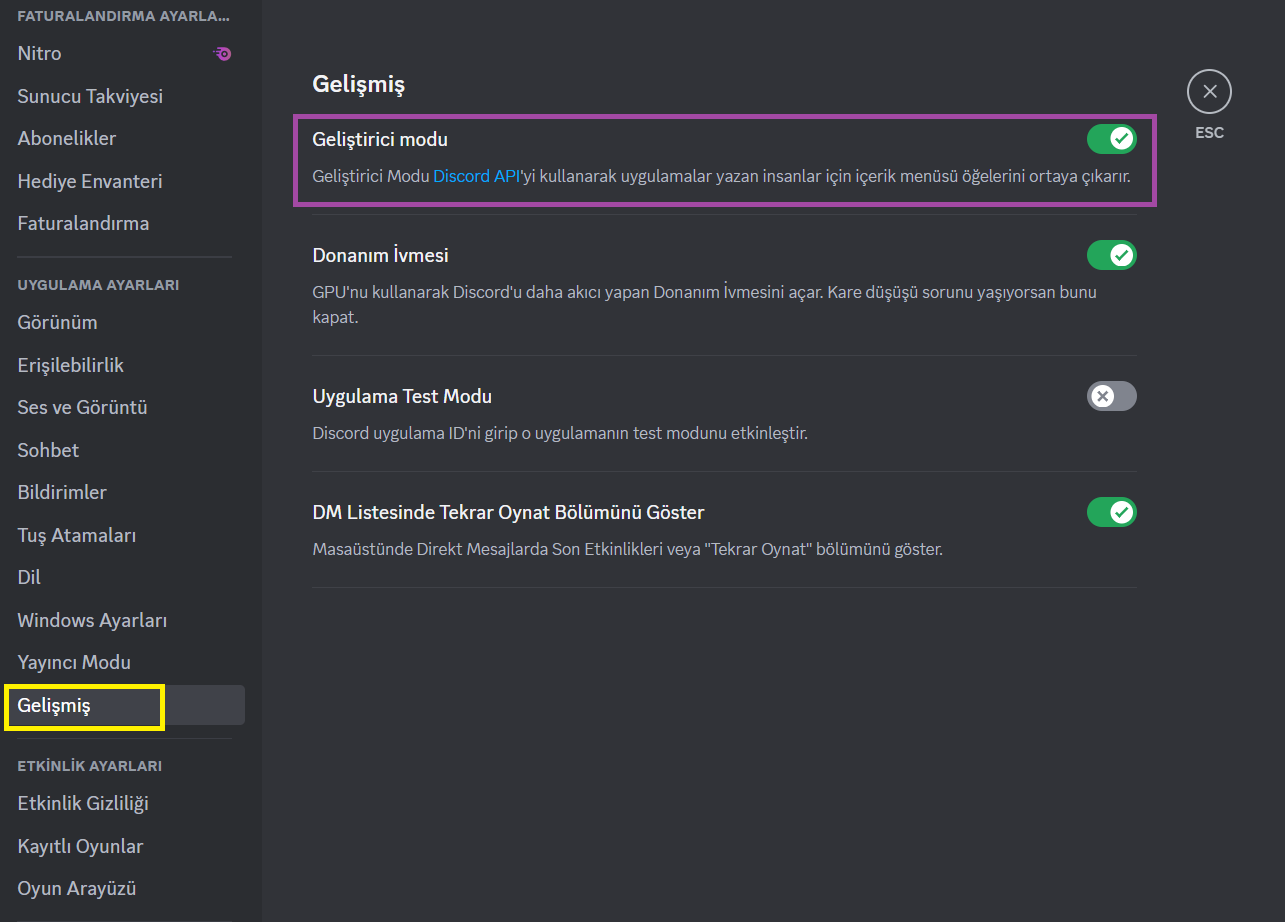 FATURALANDIRMA AYARLA...
Nitro
Sunucu Takviyesi
Abonelikler
Hediye Envanteri
Faturalandırma
UYGULAMA AYARLARI
Görünüm
Erişilebilirlik
Ses ve Görüntü
Sohbet
Bildirimler
Tuş Atamaları
Dil
Windows Ayarları
Yayıncı Modu
Gelişmiş
ETKİNLİK AYARLARI
Etkinlik Gizliliği
Kayıtlı Oyunlar
Oyun Arayüzü
Gelişmiş
Geliştirici modu
Geliştirici Modu Discord API'yi kullanarak uygulamalar yazan insanlar için içerik menüsü öğelerini ortaya çıkarır.
Donanım İvmesi
GPU'nu kullanarak Discord'u daha akıcı yapan Donanım İvmesini açar. Kare düşüşü sorunu yaşıyorsan bunu
kapat.
Uygulama Test Modu
Discord uygulama ID'ni girip o uygulamanın test modunu etkinleştir.
DM Listesinde Tekrar Oynat Bölümünü Göster
Masaüstünde Direkt Mesajlarda Son Etkinlikleri veya "Tekrar Oynat" bölümünü göster.
ESC